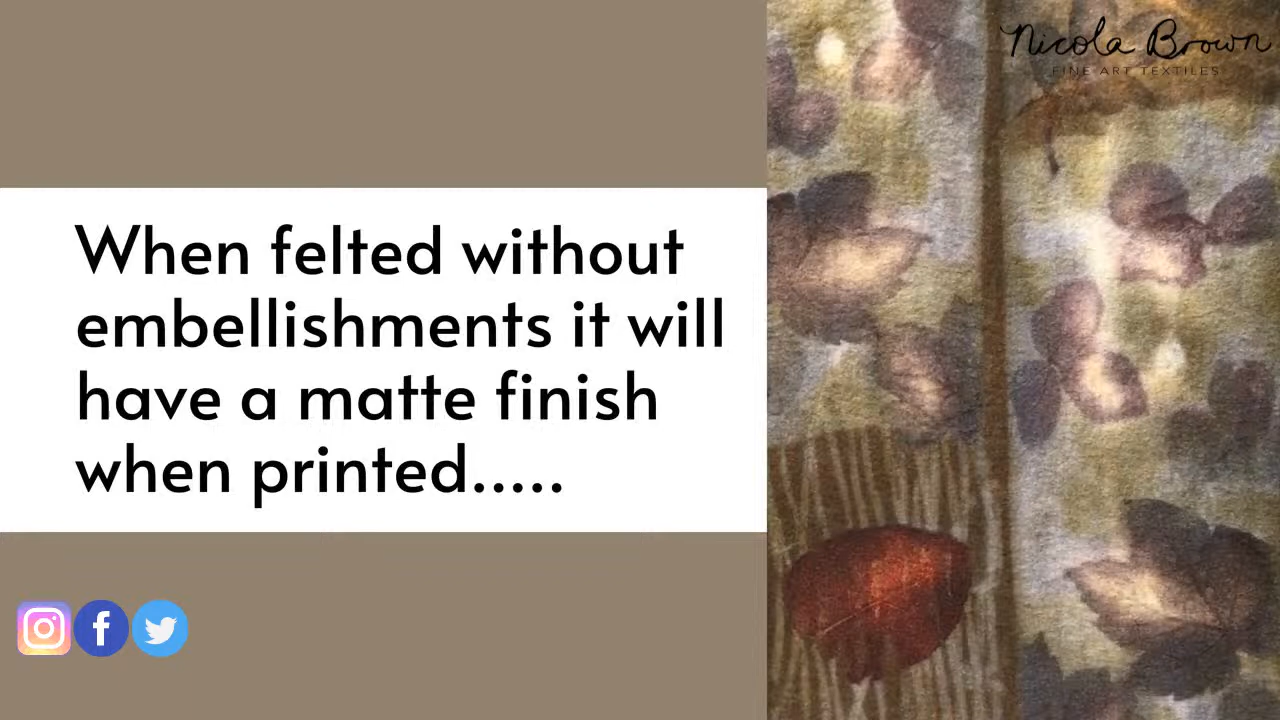 Nicola Brown
FINE ART TEXTILES
When felted without
embellishments it will
have a matte finish
when printed.....